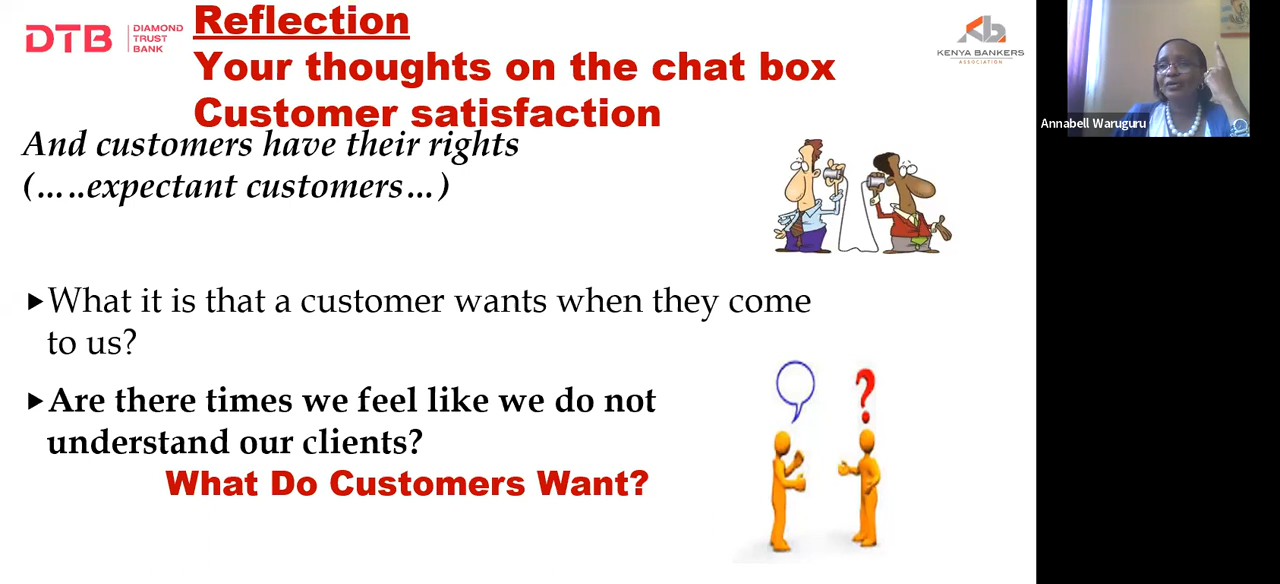 DTB
DIAMOND
TRUST
BANK
Reflection
Your thoughts on the chat box
Customer satisfaction
KENYA BANKERS
ASSOCIATION
Annabell Waruguru
And customers have their rights
(…..expectant customers…)
What it is that a customer wants when they come
to us?
Are there times we feel like we do not
understand our clients?
What Do Customers Want?
?